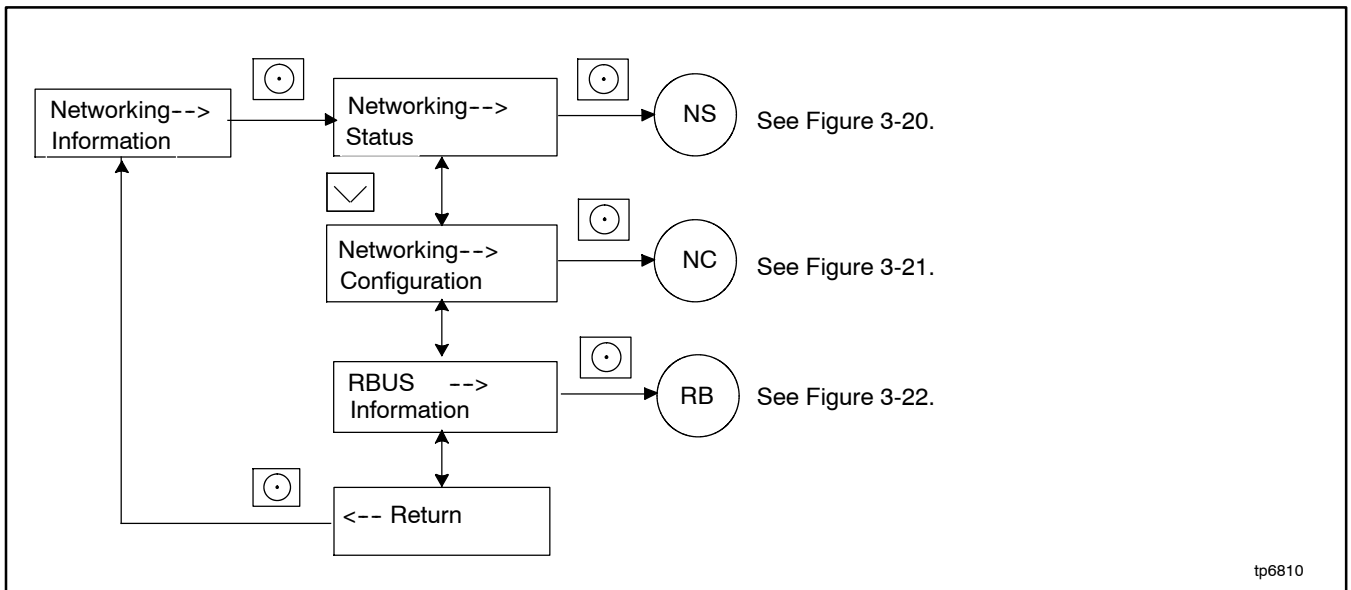 Networking-->
Information
Networking-->
Status
NS
See Figure 3-20.
Networking-->
Configuration
NC
See Figure 3-21.
RBUS -->
Information
RB
See Figure 3-22.
<-- Return
tp6810